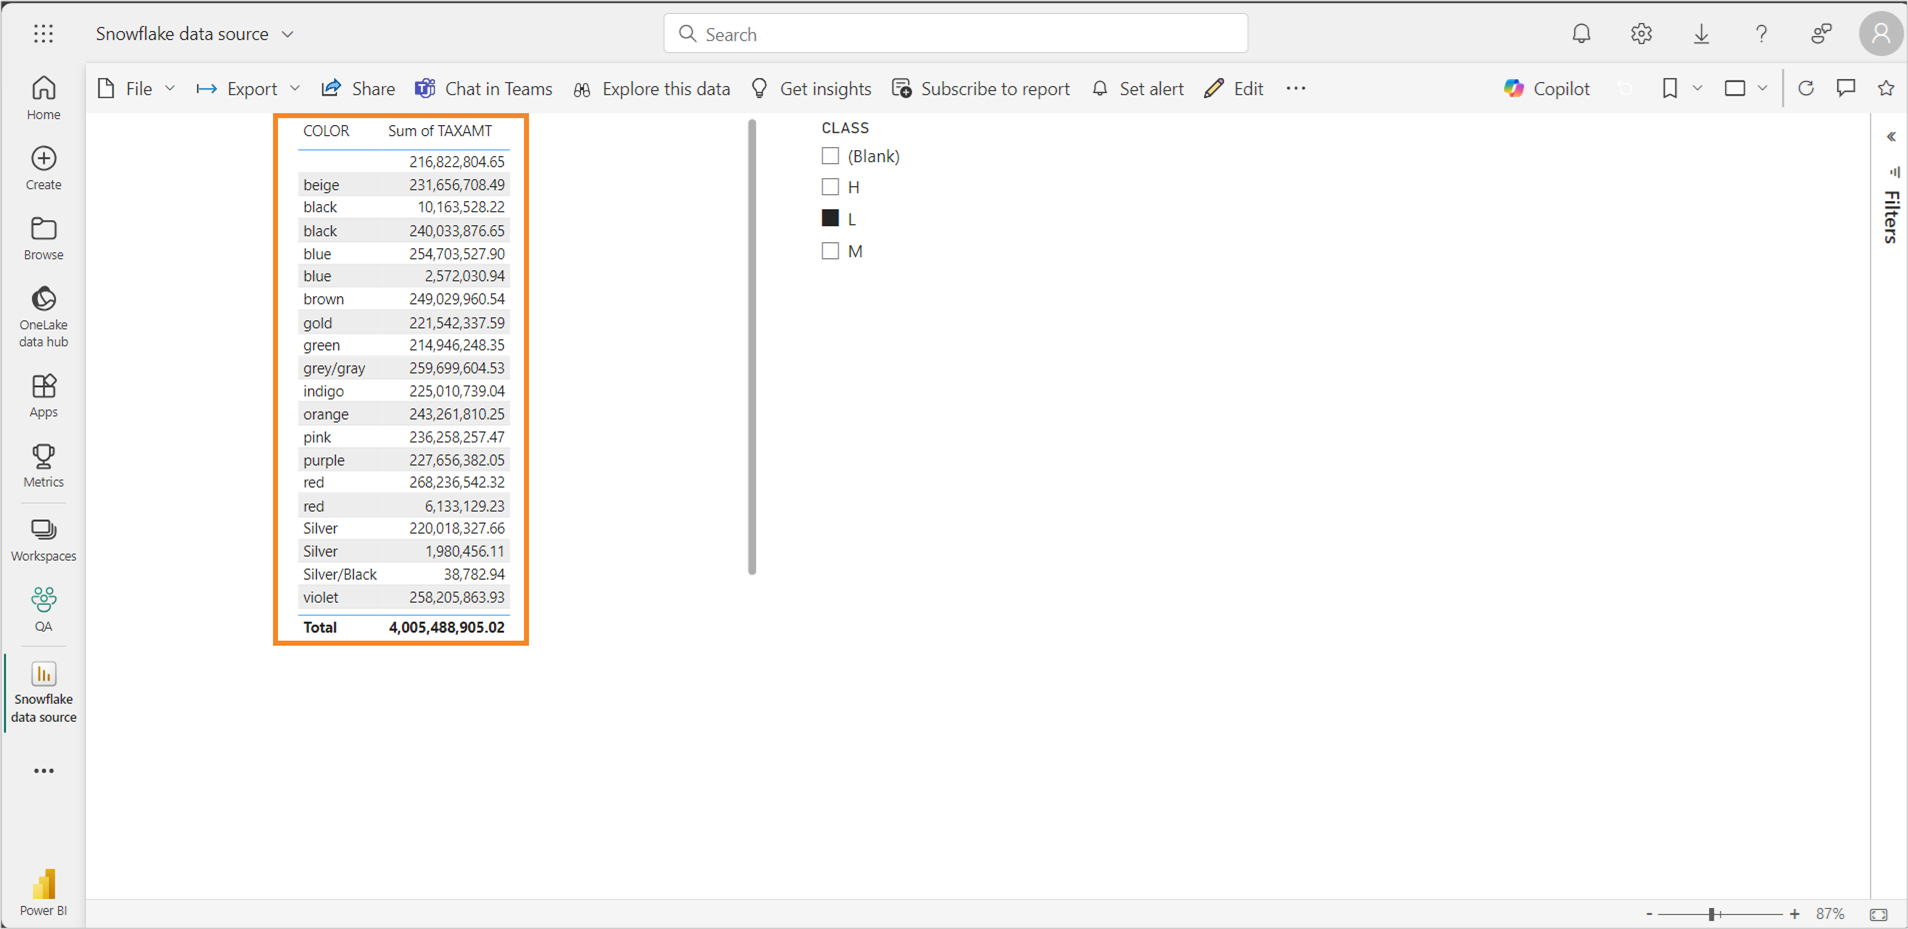 Snowflake data source
Search
Home
Create
Browse
OneLake
data hub
Apps
Metrics
Workspaces
QA
Snowflake
data source
Power BI
File Export Share Chat in Teams Explore this data Get insights Subscribe to report Set alert Edit Copilot
COLOR Sum of TAXAMT
216,822,804.65
beige 231,656,708.49
black 10,163,528.22
black 240,033,876.65
blue 254,703,527.90
blue 2,572,030.94
brown 249,029,960.54
gold 221,542,337.59
green 214,946,248.35
grey/gray 259,699,604.53
indigo 225,010,739.04
orange 243,261,810.25
pink 236,258,257.47
purple 227,656,382.05
red 268,236,542.32
red 6,133,129.23
Silver 220,018,327.66
Silver 1,980,456.11
Silver/Black 38,782.94
violet 258,205,863.93
Total 4,005,488,905.02
CLASS
(Blank)
H
L
M
Filters
- + 87%